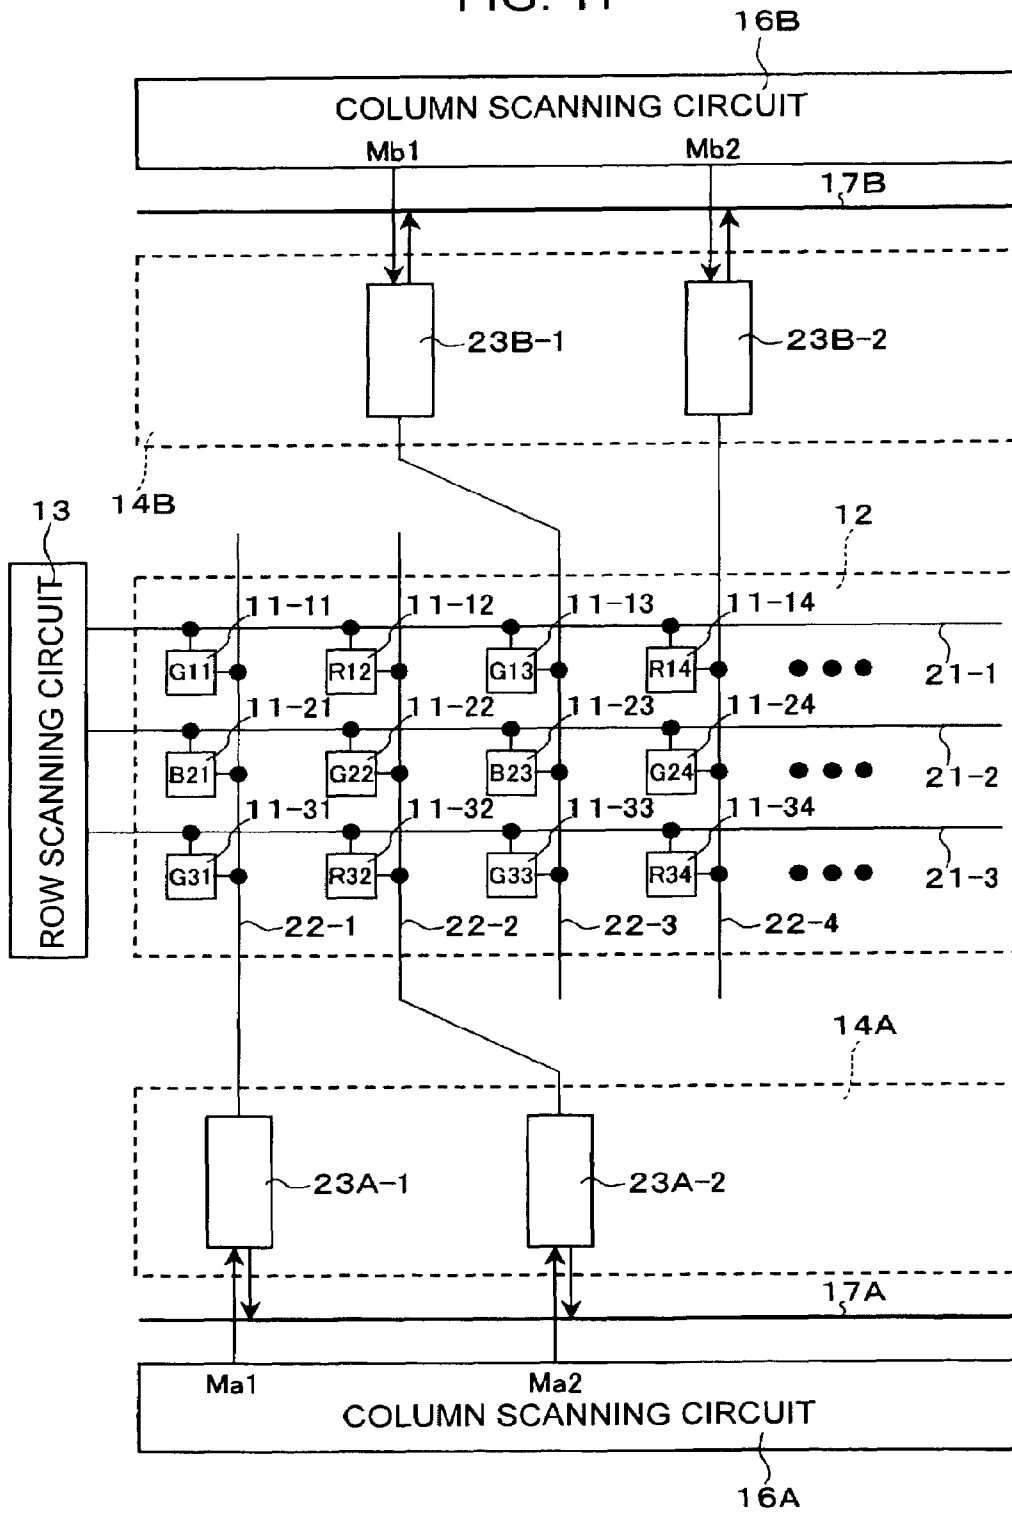 16B
COLUMN SCANNING CIRCUIT
Mb1 Mb2
17B
23B-1 23B-2
14B
13
12
ROW SCANNING CIRCUIT
11-11 11-12 11-13 11-14
G11 R12 G13 R14
21-1
11-21 11-22 11-23 11-24
B21 G22 B23 G24
21-2
11-31 11-32 11-33 11-34
G31 R32 G33 R34
21-3
22-1 22-2 22-3 22-4
14A
23A-1 23A-2
17A
Ma1 Ma2
COLUMN SCANNING CIRCUIT
16A